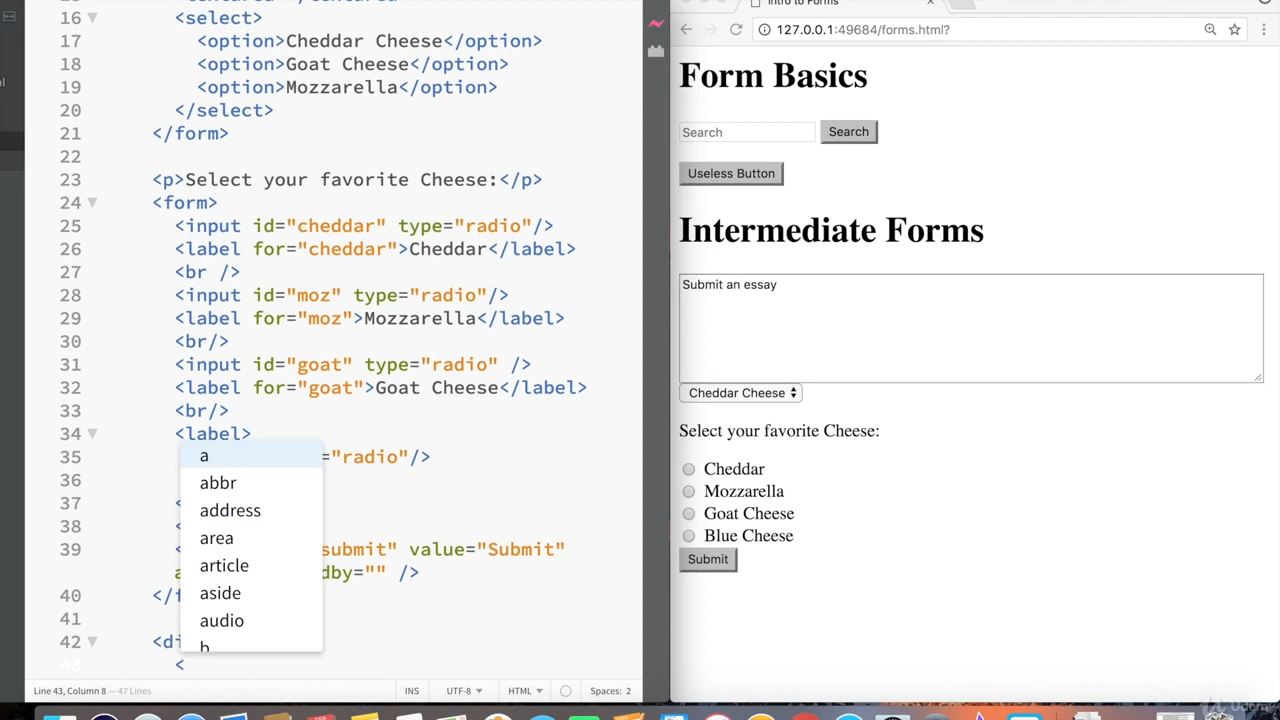 16 <select>
17 <option>Cheddar Cheese</option>
18 <option>Goat Cheese</option>
19 <option>Mozzarella</option>
20 </select>
21 </form>
22
23 <p>Select your favorite Cheese:</p>
24 <form>
25 <input id="cheddar" type="radio"/>
26 <label for="cheddar">Cheddar</label>
27 <br />
28 <input id="moz" type="radio"/>
29 <label for="moz">Mozzarella</label>
30 <br/>
31 <input id="goat" type="radio" />
32 <label for="goat">Goat Cheese</label>
33 <br/>
34 <label>
35 ="radio"/>
36
37 <
38 <
39 < submit" value="Submit"
a dby="" />
40 </f
41
42 <di
43 <
a
abbr
address
area
article
aside
audio
b
Line 43, Column 8 — 47 Lines
INS
UTF-8
HTML
Spaces: 2
Intro to Forms
127.0.0.1:49684/forms.html?
Form Basics
Search Search
Useless Button
Intermediate Forms
Submit an essay
Cheddar Cheese
Select your favorite Cheese:
Cheddar
Mozzarella
Goat Cheese
Blue Cheese
Submit
Udemy